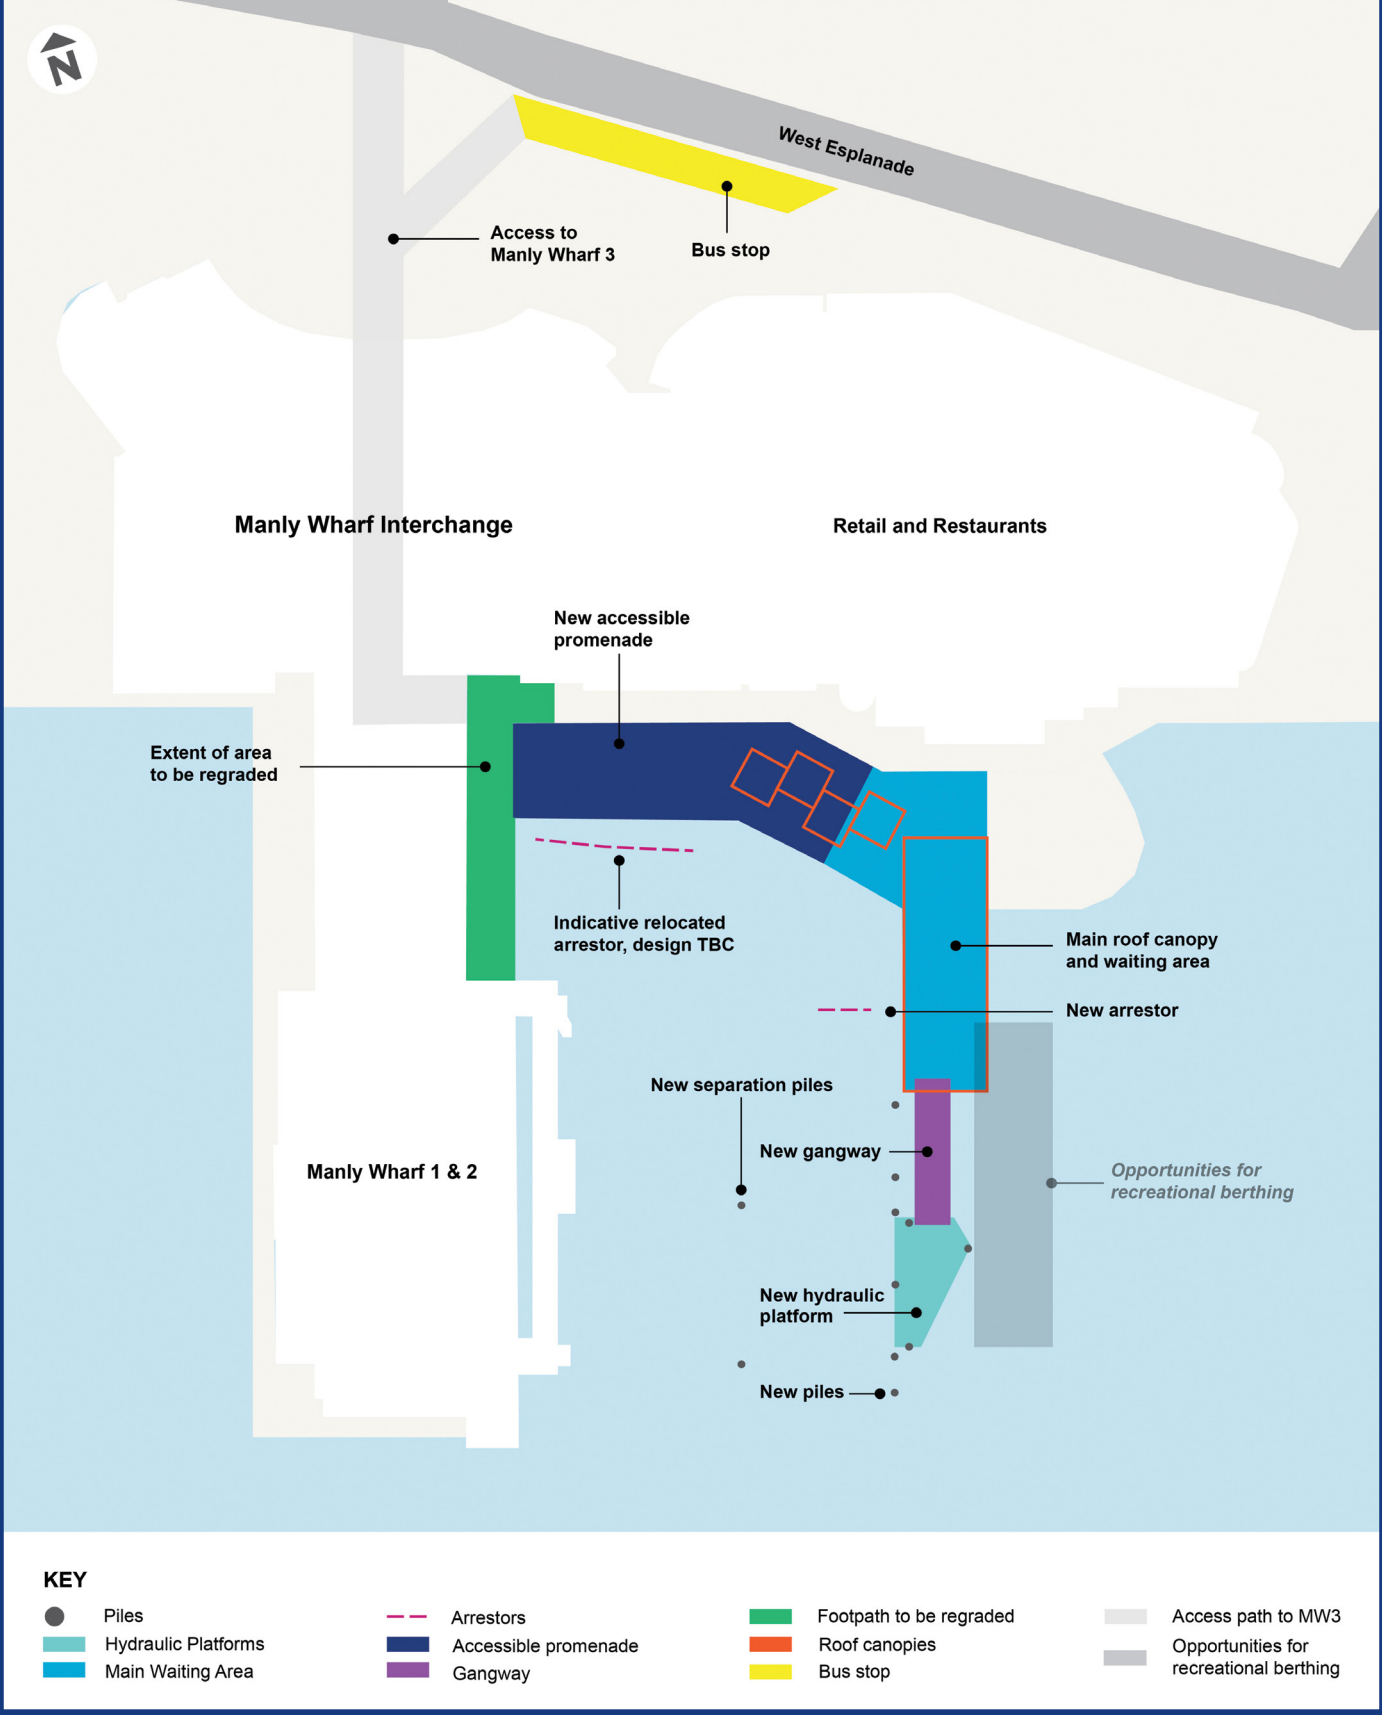 N
West Esplanade
Access to
Manly Wharf 3
Bus stop
Manly Wharf Interchange
Retail and Restaurants
New accessible
promenade
Extent of area
to be regraded
Indicative relocated
arrestor, design TBC
Main roof canopy
and waiting area
New arrestor
New separation piles
New gangway
Manly Wharf 1 & 2
Opportunities for
recreational berthing
New hydraulic
platform
New piles
KEY
Piles
Hydraulic Platforms
Main Waiting Area
Arrestors
Accessible promenade
Gangway
Footpath to be regraded
Roof canopies
Bus stop
Access path to MW3
Opportunities for
recreational berthing